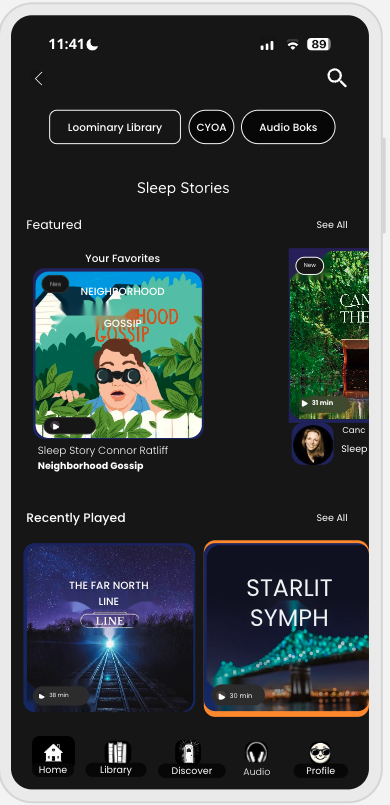 11:41
89
Loominary Library
CYOA
Audio Boks
Sleep Stories
Featured
See All
Your Favorites
New
NEIGHBORHOOD
HOOD
GOSSIP
GOSSIP
Sleep Story Connor Ratliff
Neighborhood Gossip
New
CAN
THE
31 min
Canc
Sleep
Recently Played
See All
THE FAR NORTH
LINE
LINE
38 min
STARLIT
SYMPH
30 min
Home
Library
Discover
Audio
Profile